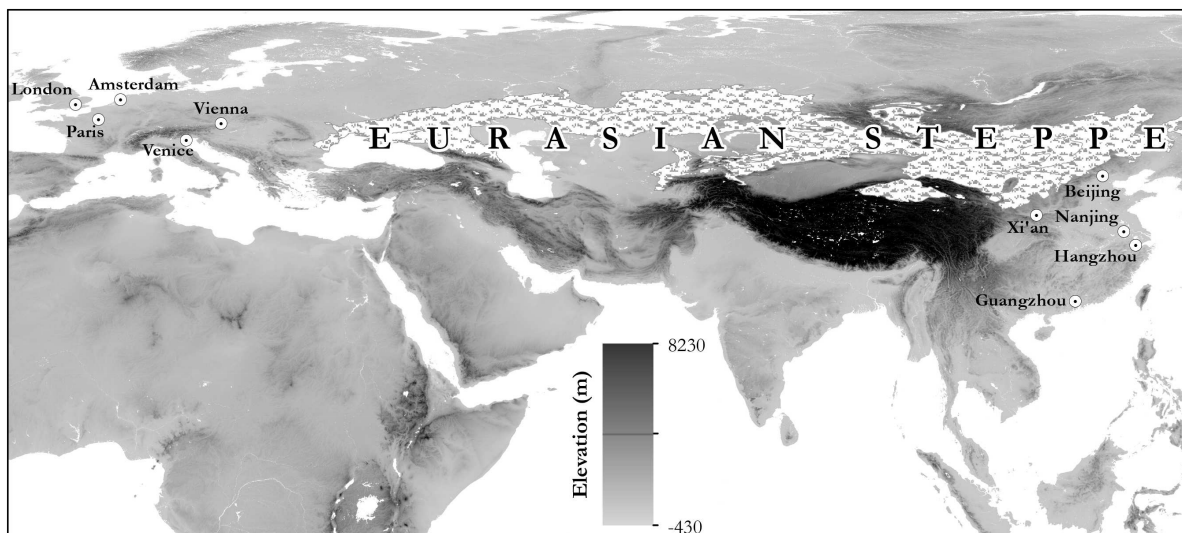 London
Amsterdam
Paris
Vienna
Venice
EURASIAN STEPPE
Beijing
Xi'an
Nanjing
Hangzhou
Guangzhou
Elevation (m)
8230
-430